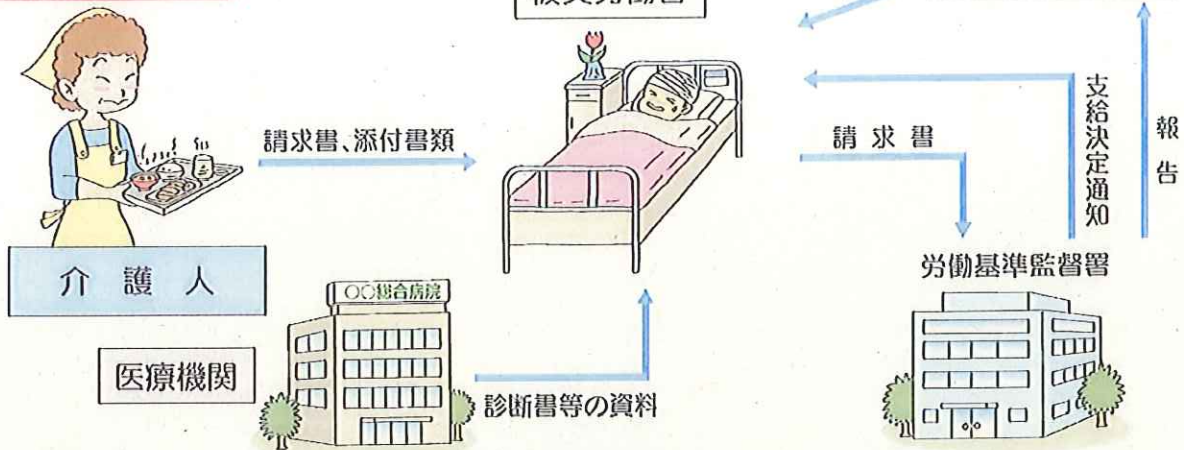 請求書、添付書類
請求書
支給決定通知
報告
介護人
労働基準監督署
〇〇総合病院
医療機関
診断書等の資料